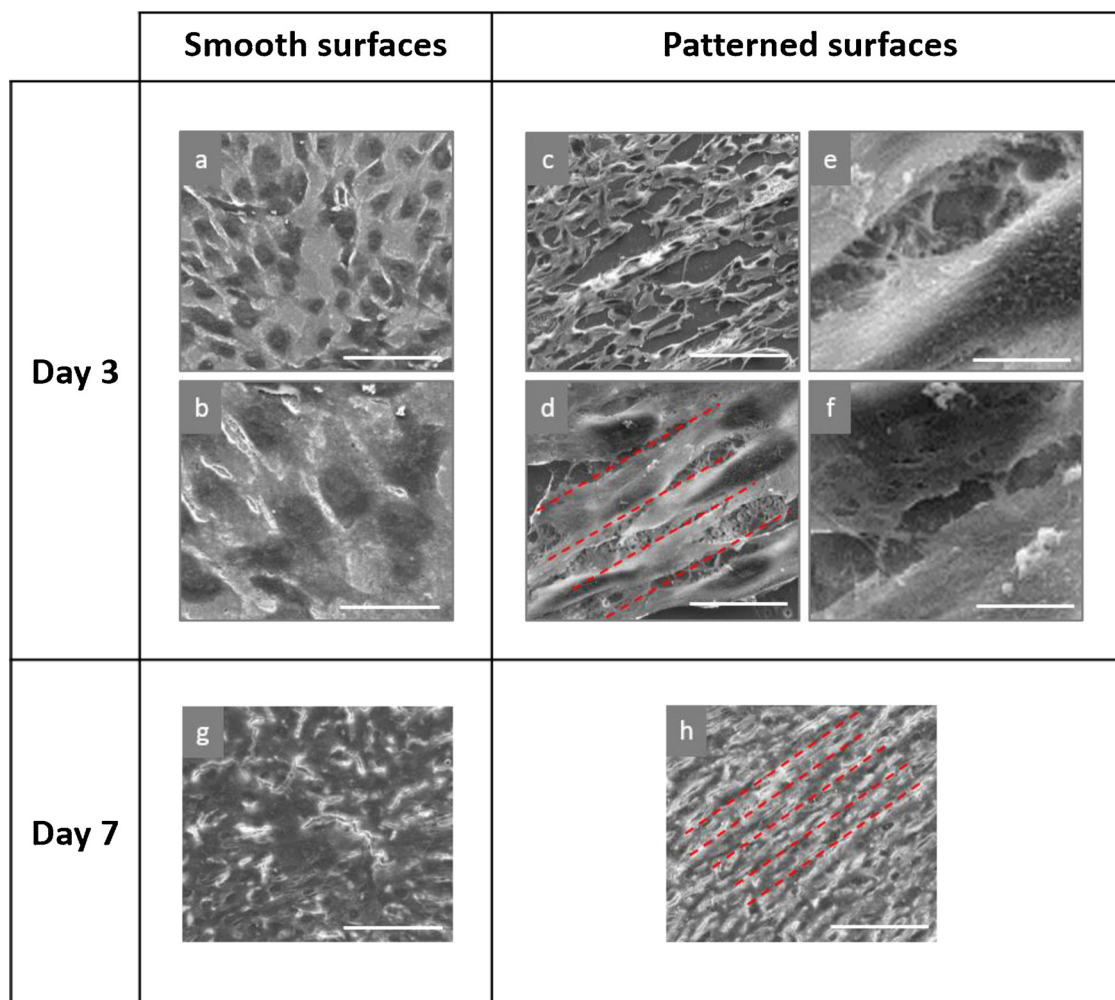 Smooth surfaces
Patterned surfaces
Day 3
a
c
e
b
d
f
Day 7
g
h